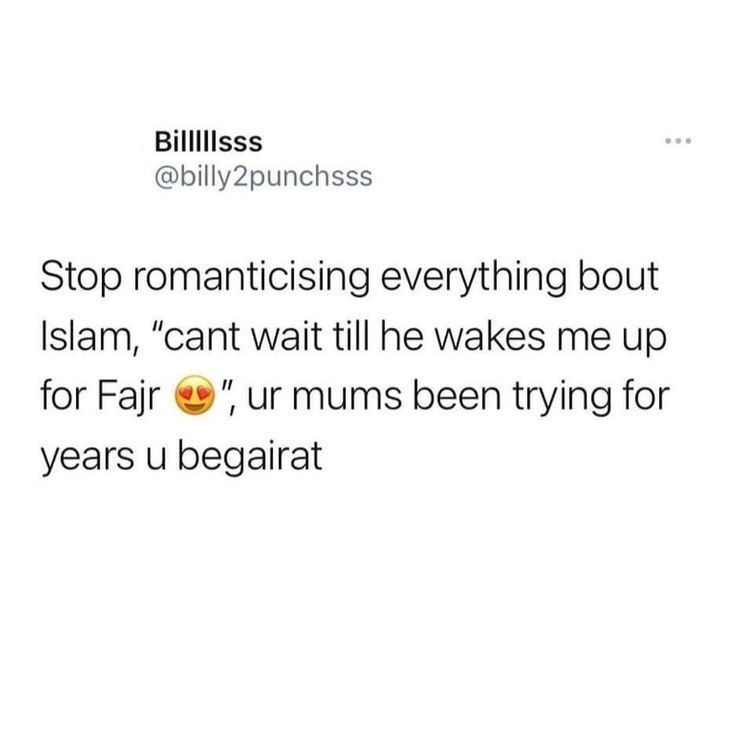 Billlllsss
@billy2punchsss
Stop romanticising everything bout
Islam, "cant wait till he wakes me up
for Fajr 😍", ur mums been trying for
years u begairat